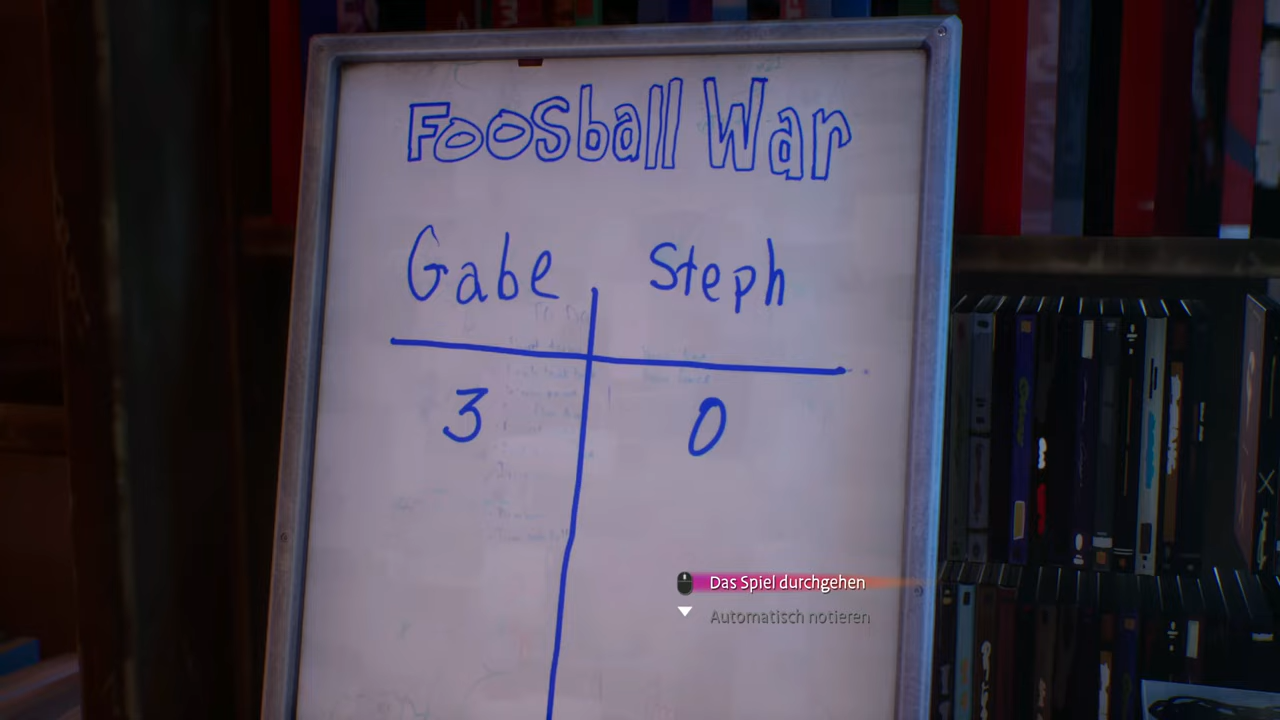 Foosball War
Gabe Steph
3 0
Das Spiel durchgehen
Automatisch notieren